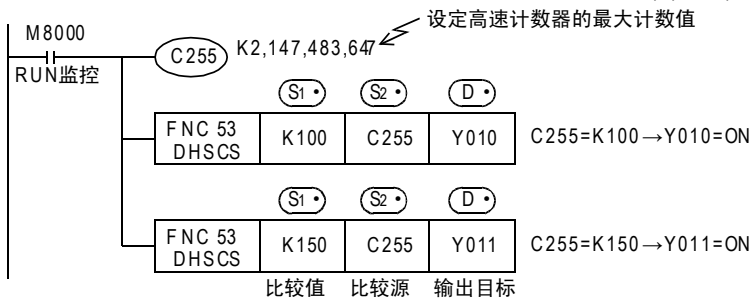 设定高速计数器的最大计数值
M8000
C255 K2,147,483,647
RUN监控
S1• S2• D•
FNC 53 DHSCS K100 C255 Y010 C255=K100→Y010=ON
S1• S2• D•
FNC 53 DHSCS K150 C255 Y011 C255=K150→Y011=ON
比较值 比较源 输出目标